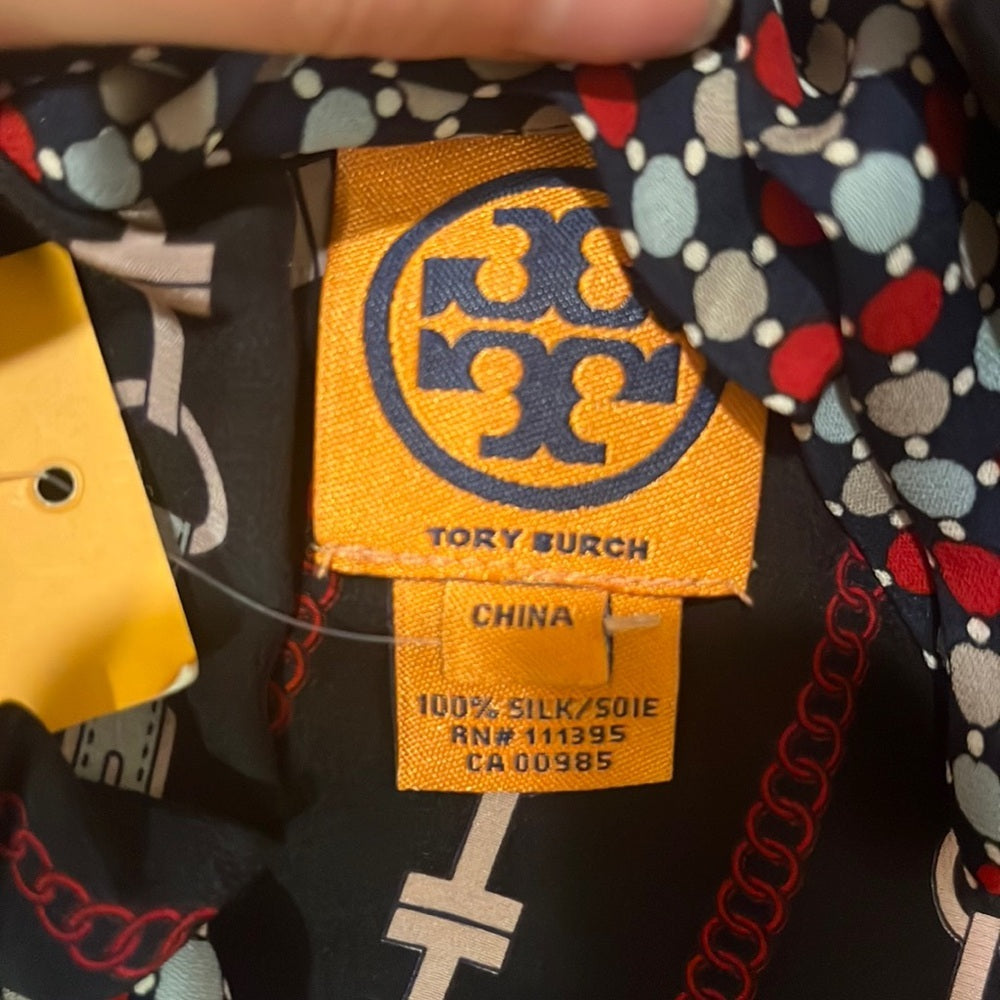 TORY BURCH
CHINA
100% SILK/SOIE
RN# 111395
CA 00985